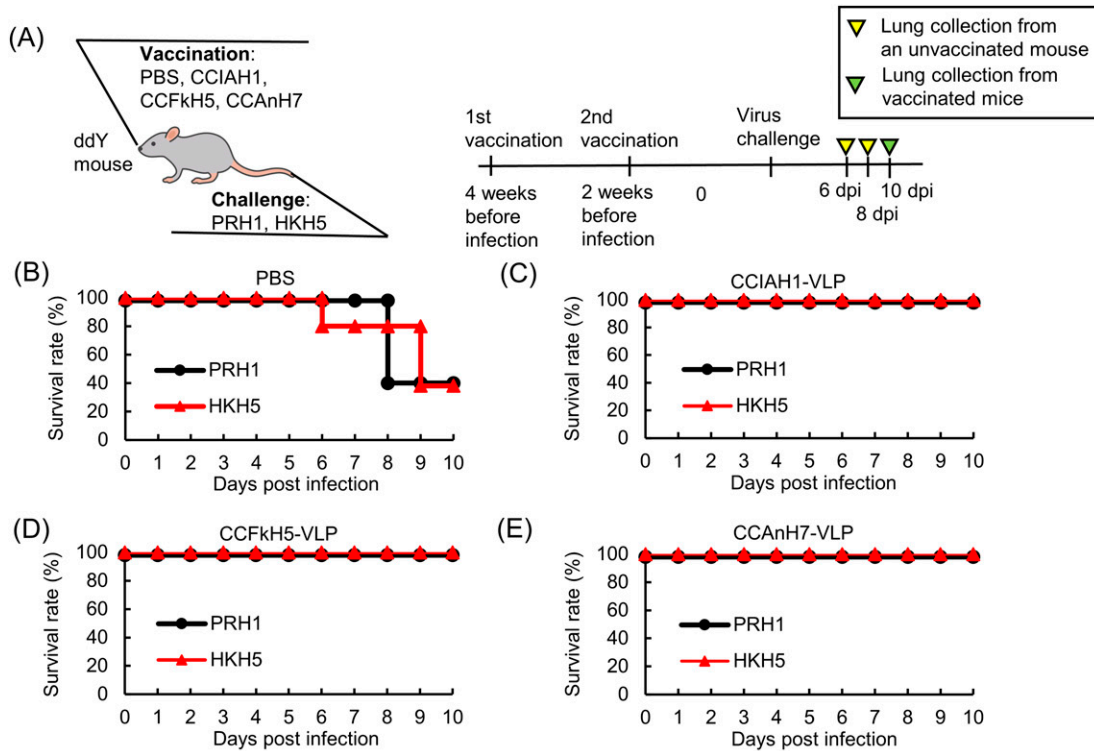 (A)
Vaccination:
PBS, CCIAH1,
CCFkH5, CCAnH7
ddY
mouse
Challenge:
PRH1, HKH5
Lung collection from
an unvaccinated mouse
Lung collection from
vaccinated mice
1st
vaccination
2nd
vaccination
Virus
challenge
4 weeks
before
infection
2 weeks
before
infection
0
6 dpi
8 dpi
10 dpi
(B)
PBS
Survival rate (%)
100
80
60
40
20
0
PRH1
HKH5
0 1 2 3 4 5 6 7 8 9 10
Days post infection
(C)
CCIAH1-VLP
Survival rate (%)
100
80
60
40
20
0
PRH1
HKH5
0 1 2 3 4 5 6 7 8 9 10
Days post infection
(D)
CCFkH5-VLP
Survival rate (%)
100
80
60
40
20
0
PRH1
HKH5
0 1 2 3 4 5 6 7 8 9 10
Days post infection
(E)
CCAnH7-VLP
Survival rate (%)
100
80
60
40
20
0
PRH1
HKH5
0 1 2 3 4 5 6 7 8 9 10
Days post infection